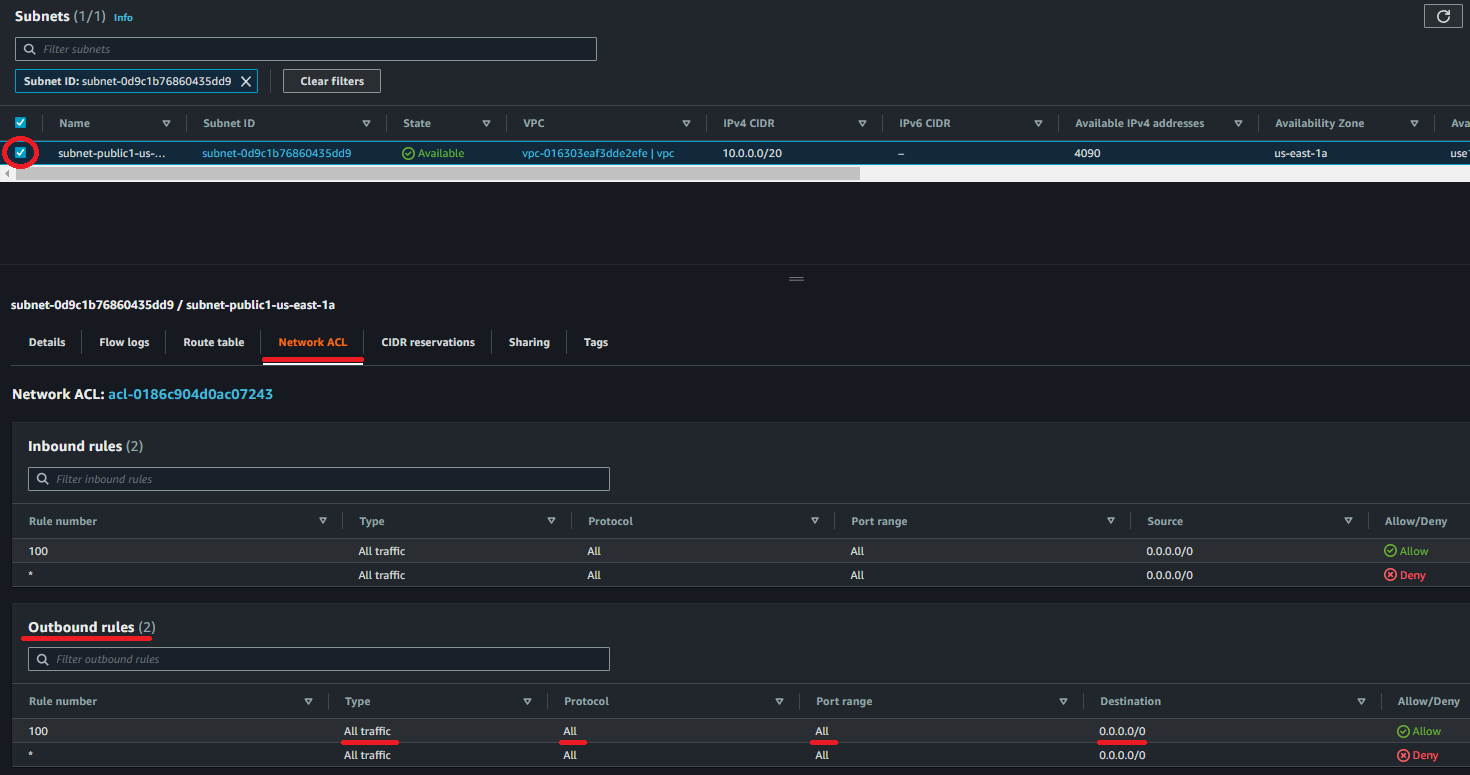 Subnets (1/1) Info
Filter subnets
Subnet ID: subnet-0d9c1b76860435dd9 Clear filters
Name Subnet ID State VPC IPv4 CIDR IPv6 CIDR Available IPv4 addresses Availability Zone Ava
subnet-public1-us-... subnet-0d9c1b76860435dd9 Available vpc-016303eaf3dde2efe | vpc 10.0.0.0/20 – 4090 us-east-1a use1
subnet-0d9c1b76860435dd9 / subnet-public1-us-east-1a
Details Flow logs Route table Network ACL CIDR reservations Sharing Tags
Network ACL: acl-0186c904d0ac07243
Inbound rules (2)
Filter inbound rules
Rule number Type Protocol Port range Source Allow/Deny
100 All traffic All All 0.0.0.0/0 Allow
* All traffic All All 0.0.0.0/0 Deny
Outbound rules (2)
Filter outbound rules
Rule number Type Protocol Port range Destination Allow/Deny
100 All traffic All All 0.0.0.0/0 Allow
* All traffic All All 0.0.0.0/0 Deny